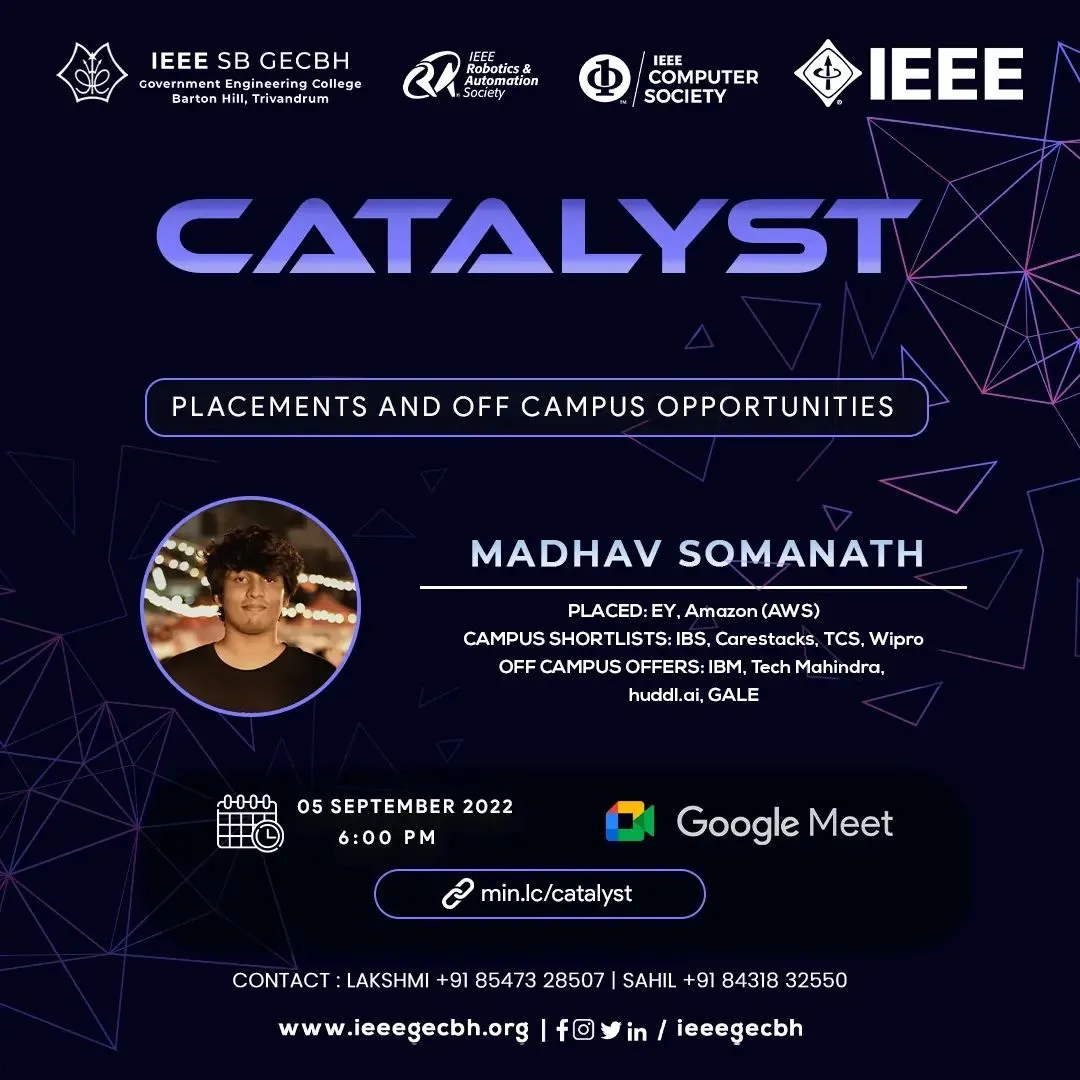 IEEE SB GECBH
Government Engineering College
Barton Hill, Trivandrum
IEEE
Robotics &
Automation
Society
IEEE
COMPUTER
SOCIETY
IEEE
CATALYST
PLACEMENTS AND OFF CAMPUS OPPORTUNITIES
MADHAV SOMANATH
PLACED: EY, Amazon (AWS)
CAMPUS SHORTLISTS: IBS, Carestacks, TCS, Wipro
OFF CAMPUS OFFERS: IBM, Tech Mahindra,
huddl.ai, GALE
05 SEPTEMBER 2022
6:00 PM
Google Meet
min.lc/catalyst
CONTACT : LAKSHMI +91 85473 28507 | SAHIL +91 84318 32550
www.ieeegecbh.org | / ieeegecbh